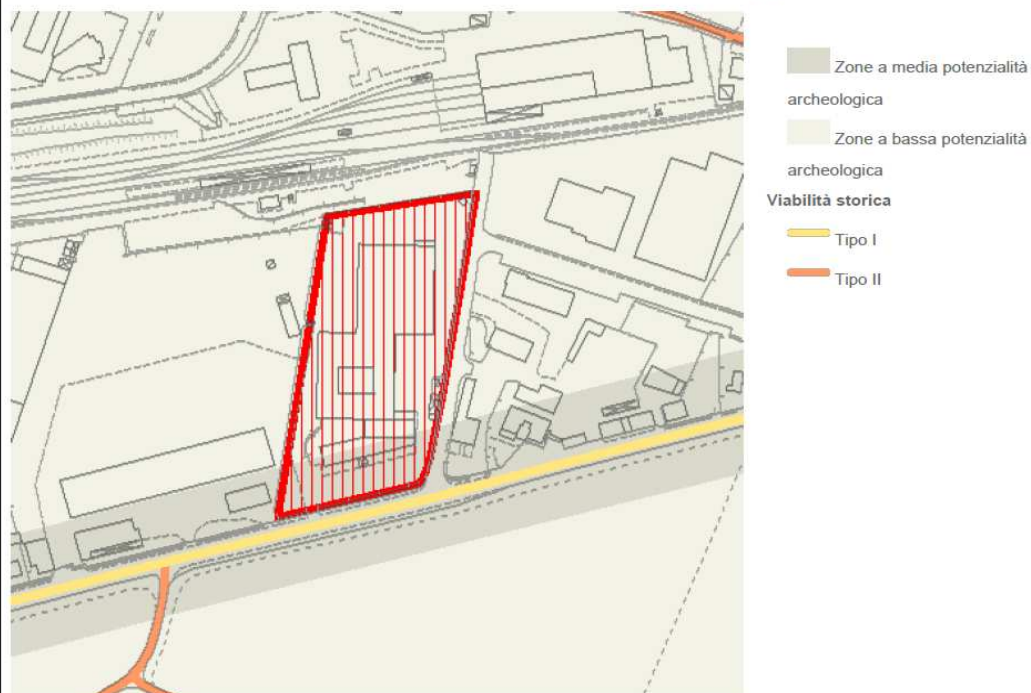 Zone a media potenzialità
archeologica
Zone a bassa potenzialità
archeologica
Viabilità storica
Tipo I
Tipo II